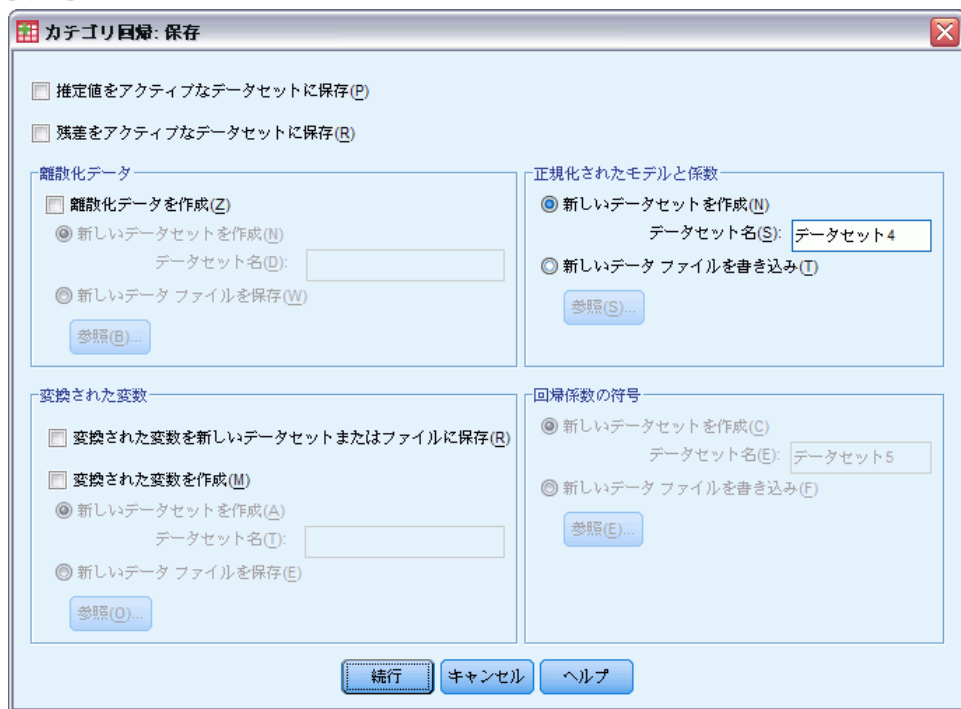 カテゴリ回帰: 保存
推定値をアクティブなデータセットに保存(P)
残差をアクティブなデータセットに保存(R)
離散化データ
離散化データを作成(Z)
新しいデータセットを作成(N)
データセット名(D):
新しいデータ ファイルを保存(W)
参照(B)...
正規化されたモデルと係数
新しいデータセットを作成(N)
データセット名(S): データセット4
新しいデータ ファイルを書き込み(T)
参照(S)...
変換された変数
変換された変数を新しいデータセットまたはファイルに保存(R)
変換された変数を作成(M)
新しいデータセットを作成(A)
データセット名(T):
新しいデータ ファイルを保存(E)
参照(O)...
回帰係数の符号
新しいデータセットを作成(C)
データセット名(E): データセット5
新しいデータ ファイルを書き込み(F)
参照(E)...
続行 キャンセル ヘルプ